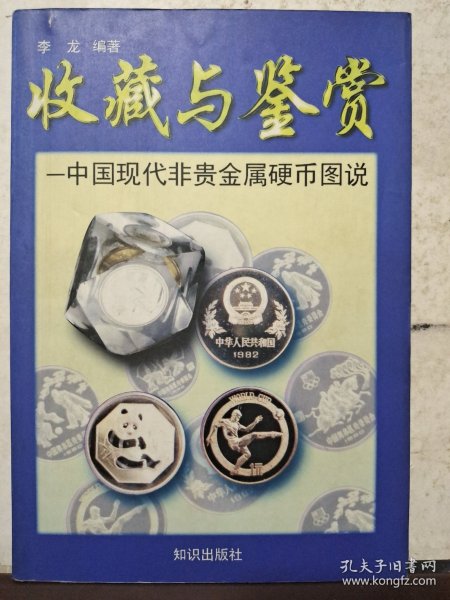 李龙 编著
收藏与鉴赏
—中国现代非贵金属硬币图说
中华人民共和国
1982
WORLD CUP
1元
知识出版社
孔夫子旧书网
www.kongfz.com